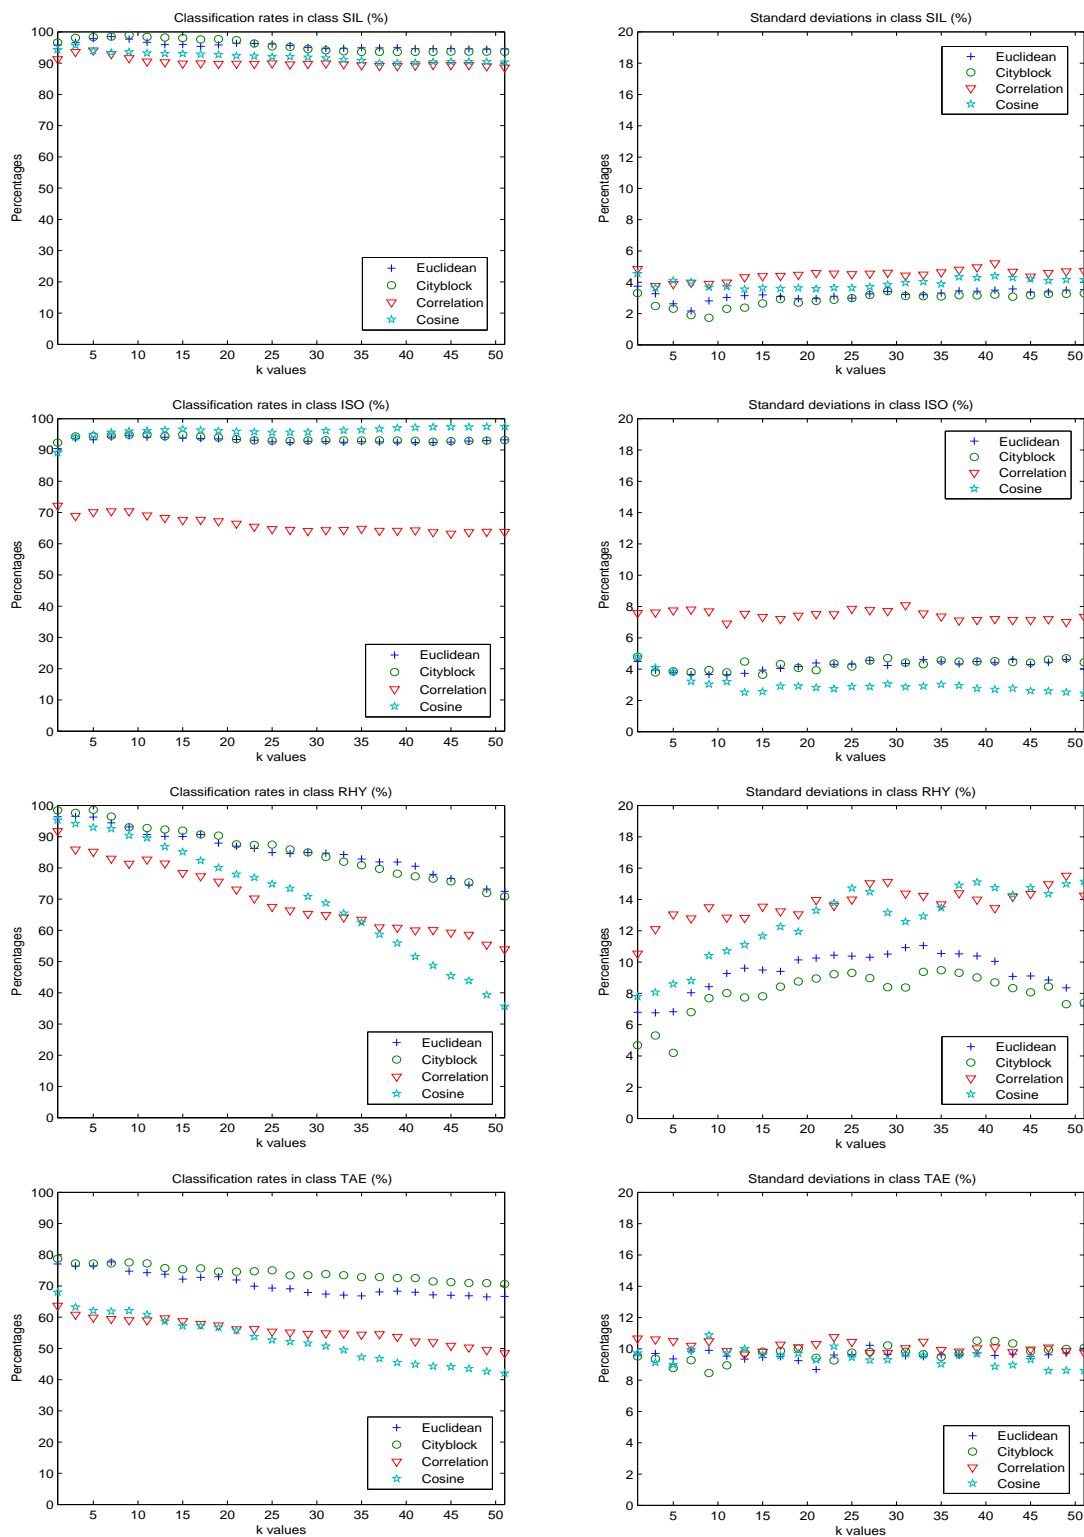 Classification rates in class SIL (%)
100
90
80
70
60
50
40
30
20
10
0
Percentages
Euclidean
Cityblock
Correlation
Cosine
5 10 15 20 25 30 35 40 45 50
k values
Standard deviations in class SIL (%)
20
18
16
14
12
10
8
6
4
2
0
Percentages
Euclidean
Cityblock
Correlation
Cosine
5 10 15 20 25 30 35 40 45 50
k values
Classification rates in class ISO (%)
100
90
80
70
60
50
40
30
20
10
0
Percentages
Euclidean
Cityblock
Correlation
Cosine
5 10 15 20 25 30 35 40 45 50
k values
Standard deviations in class ISO (%)
20
18
16
14
12
10
8
6
4
2
0
Percentages
Euclidean
Cityblock
Correlation
Cosine
5 10 15 20 25 30 35 40 45 50
k values
Classification rates in class RHY (%)
100
90
80
70
60
50
40
30
20
10
0
Percentages
Euclidean
Cityblock
Correlation
Cosine
5 10 15 20 25 30 35 40 45 50
k values
Standard deviations in class RHY (%)
20
18
16
14
12
10
8
6
4
2
0
Percentages
Euclidean
Cityblock
Correlation
Cosine
5 10 15 20 25 30 35 40 45 50
k values
Classification rates in class TAE (%)
100
90
80
70
60
50
40
30
20
10
0
Percentages
Euclidean
Cityblock
Correlation
Cosine
5 10 15 20 25 30 35 40 45 50
k values
Standard deviations in class TAE (%)
20
18
16
14
12
10
8
6
4
2
0
Percentages
Euclidean
Cityblock
Correlation
Cosine
5 10 15 20 25 30 35 40 45 50
k values